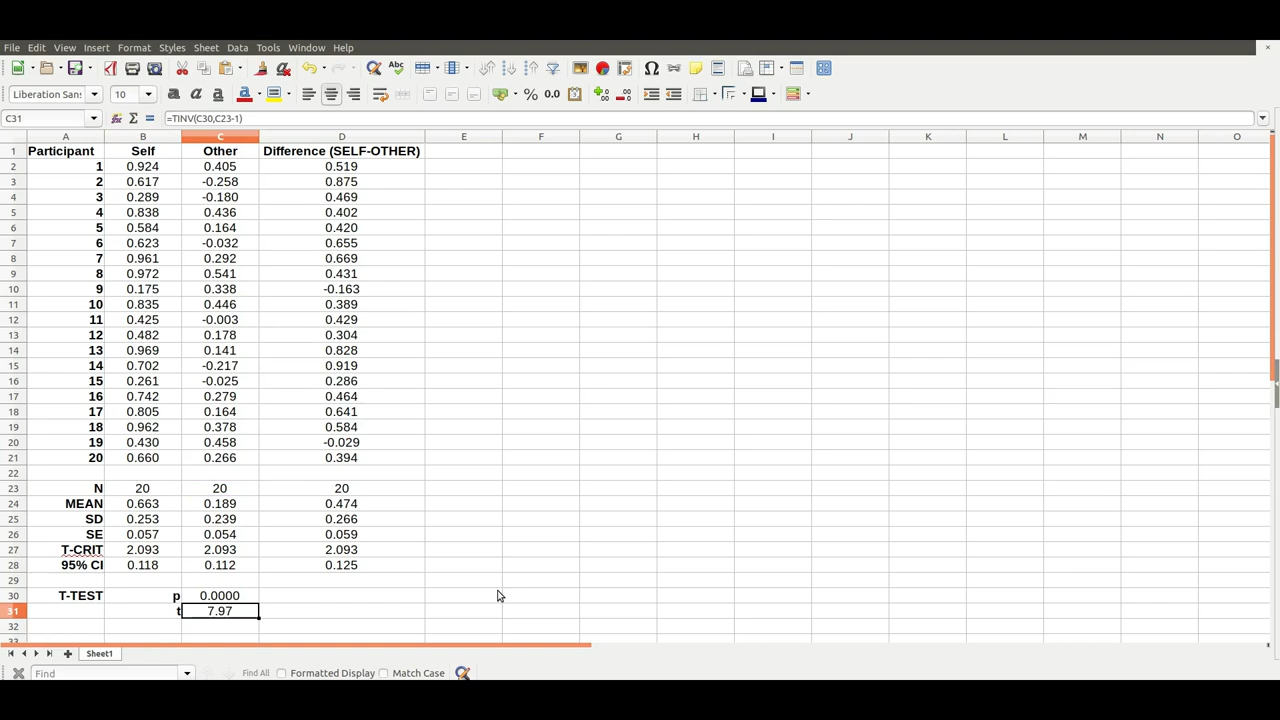 File Edit View Insert Format Styles Sheet Data Tools Window Help
Liberation Sans 10
C31 =TINV(C30,C23-1)
A B C D E F G H I J K L M N O
1 Participant Self Other Difference (SELF-OTHER)
2 1 0.924 0.405 0.519
3 2 0.617 -0.258 0.875
4 3 0.289 -0.180 0.469
5 4 0.838 0.436 0.402
6 5 0.584 0.164 0.420
7 6 0.623 -0.032 0.655
8 7 0.961 0.292 0.669
9 8 0.972 0.541 0.431
10 9 0.175 0.338 -0.163
11 10 0.835 0.446 0.389
12 11 0.425 -0.003 0.429
13 12 0.482 0.178 0.304
14 13 0.969 0.141 0.828
15 14 0.702 -0.217 0.919
16 15 0.261 -0.025 0.286
17 16 0.742 0.279 0.464
18 17 0.805 0.164 0.641
19 18 0.962 0.378 0.584
20 19 0.430 0.458 -0.029
21 20 0.660 0.266 0.394
22
23 N 20 20 20
24 MEAN 0.663 0.189 0.474
25 SD 0.253 0.239 0.266
26 SE 0.057 0.054 0.059
27 T-CRIT 2.093 2.093 2.093
28 95% CI 0.118 0.112 0.125
29
30 T-TEST p 0.0000
31 t 7.97
32
33
Sheet1
Find Find All Formatted Display Match Case